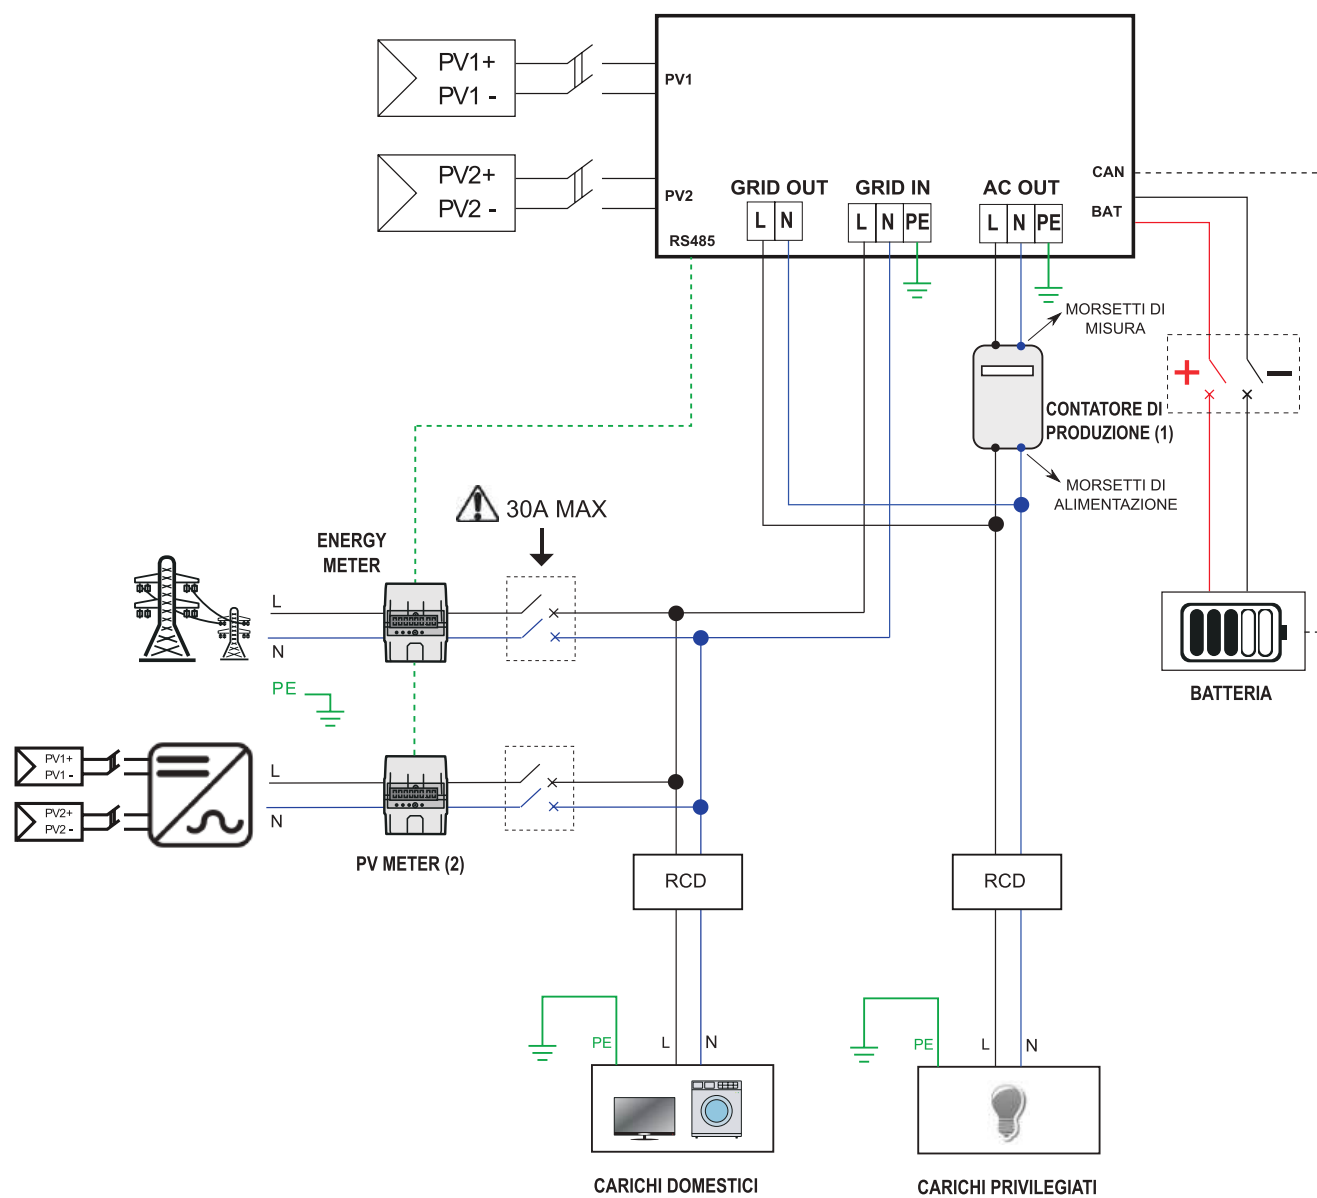 PV1+
PV1 -
PV1
PV2+
PV2 -
PV2
RS485
GRID OUT
L N
GRID IN
L N PE
AC OUT
L N PE
CAN
BAT
MORSETTI DI
MISURA
+ −
CONTATORE DI
PRODUZIONE (1)
MORSETTI DI
ALIMENTAZIONE
30A MAX
ENERGY
METER
L
N
PE
BATTERIA
PV1+
PV1 -
PV2+
PV2 -
L
N
PV METER (2)
RCD
RCD
PE L N
PE L N
CARICHI DOMESTICI
CARICHI PRIVILEGIATI